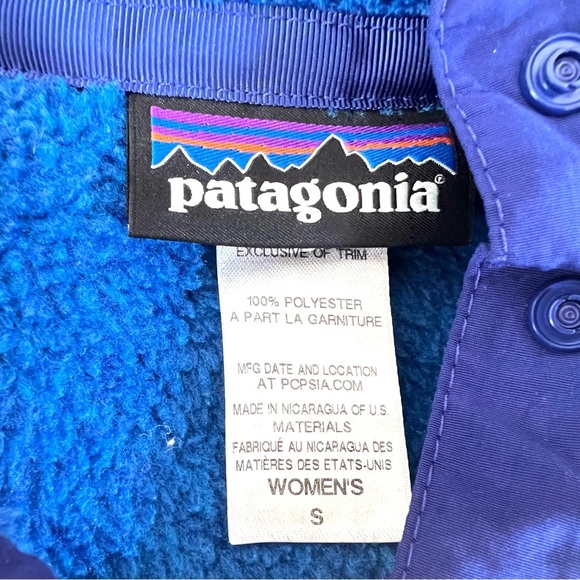 patagonia®
EXCLUSIVE OF TRIM
100% POLYESTER
A PART LA GARNITURE
MFG DATE AND LOCATION
AT PCPSIA.COM
MADE IN NICARAGUA OF U.S.
MATERIALS
FABRIQUÉ AU NICARAGUA DES
MATIÈRES DES ETATS-UNIS
WOMEN'S
S